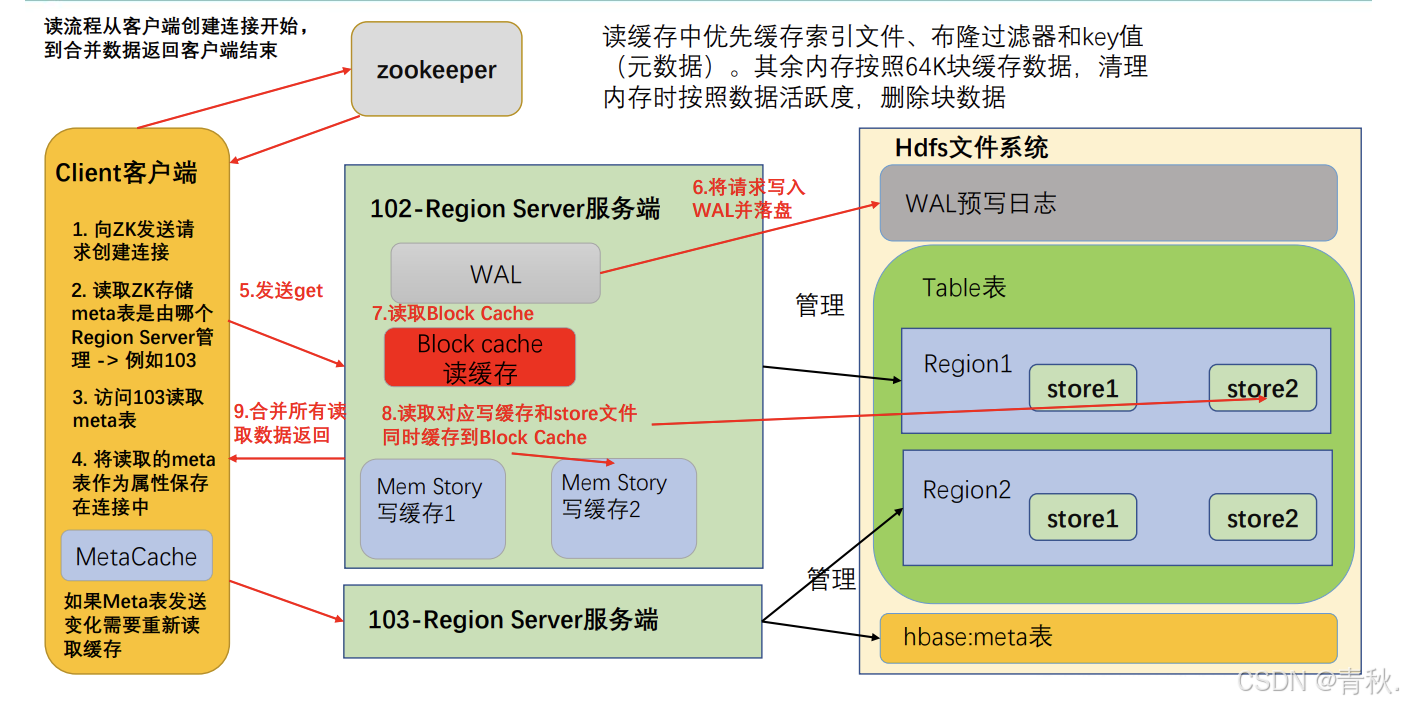 读流程从客户端创建连接开始，
到合并数据返回客户端结束
zookeeper
读缓存中优先缓存索引文件、布隆过滤器和key值
（元数据）。其余内存按照64K块缓存数据，清理
内存时按照数据活跃度，删除块数据
Client客户端
1. 向ZK发送请
求创建连接
2. 读取ZK存储
meta表是由哪个
Region Server管
理 -> 例如103
3. 访问103读取
meta表
4. 将读取的meta
表作为属性保存
在连接中
MetaCache
如果Meta表发送
变化需要重新读
取缓存
5.发送get
9.合并所有读
取数据返回
102-Region Server服务端
WAL
7.读取Block Cache
Block cache
读缓存
8.读取对应写缓存和store文件
同时缓存到Block Cache
Mem Story
写缓存1
Mem Story
写缓存2
103-Region Server服务端
6.将请求写入
WAL并落盘
管理
管理
Hdfs文件系统
WAL预写日志
Table表
Region1
store1
store2
Region2
store1
store2
hbase:meta表
CSDN @青秋.